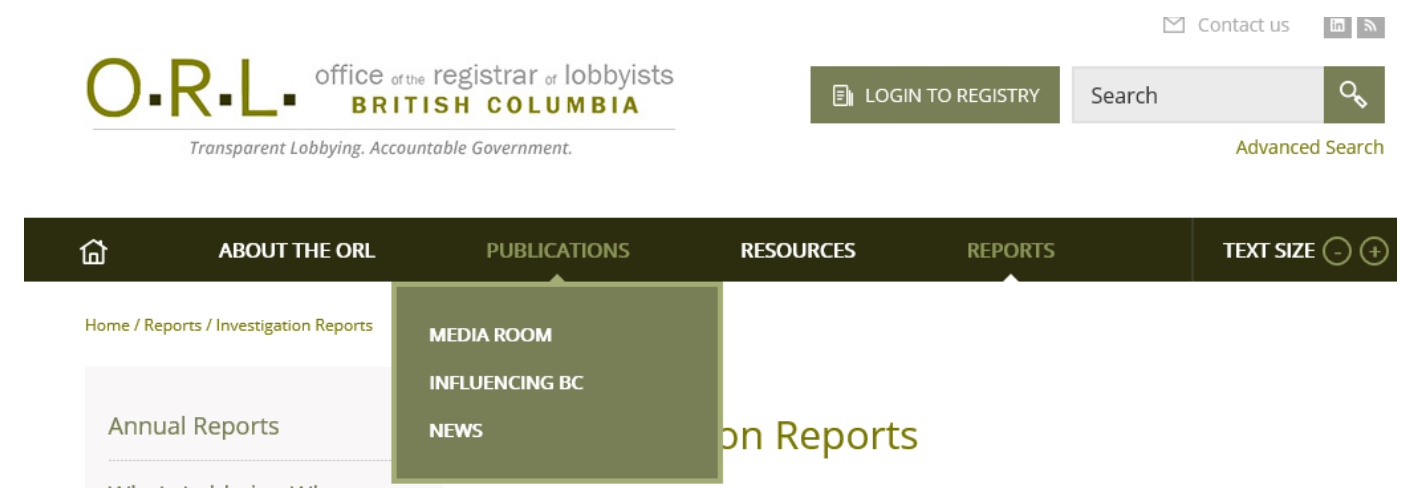 Contact us
in
O.R.L. office of the registrar of lobbyists
BRITISH COLUMBIA
Transparent Lobbying. Accountable Government.
LOGIN TO REGISTRY
Search
Advanced Search
ABOUT THE ORL
PUBLICATIONS
RESOURCES
REPORTS
TEXT SIZE - +
Home / Reports / Investigation Reports
MEDIA ROOM
INFLUENCING BC
NEWS
Annual Reports
on Reports